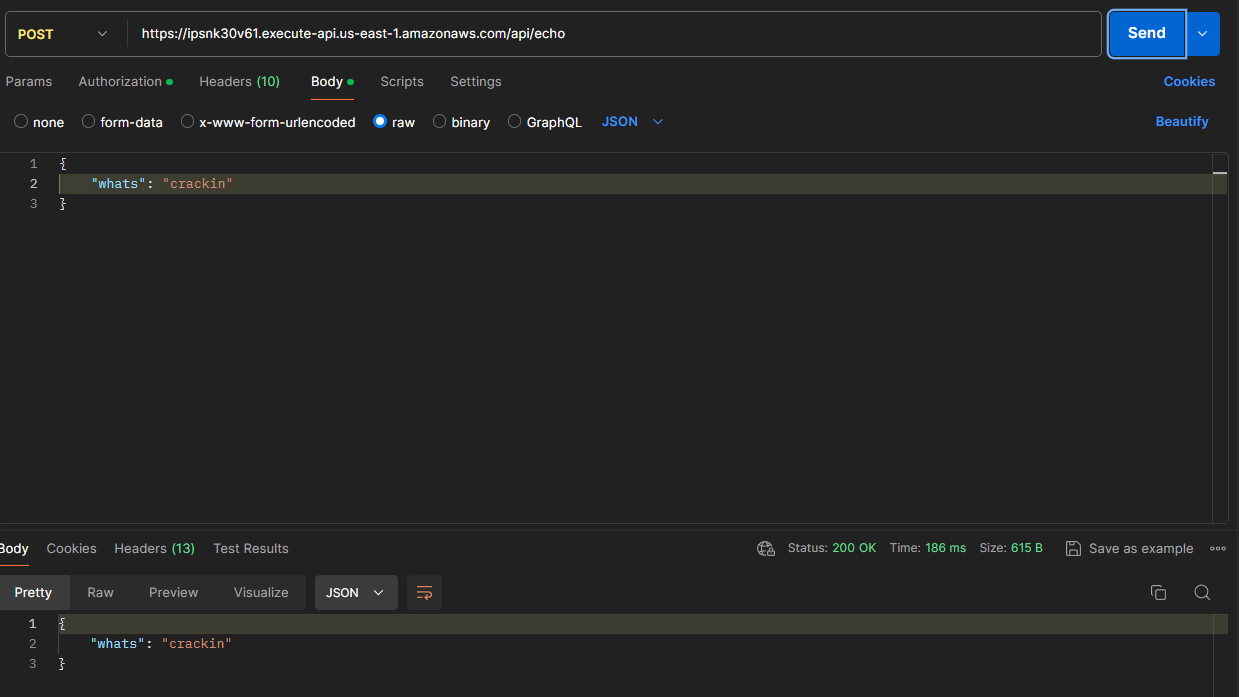 POST https://ipsnk30v61.execute-api.us-east-1.amazonaws.com/api/echo Send
Params Authorization Headers (10) Body Scripts Settings Cookies
none form-data x-www-form-urlencoded raw binary GraphQL JSON Beautify
1 {
2 "whats": "crackin"
3 }
Body Cookies Headers (13) Test Results Status: 200 OK Time: 186 ms Size: 615 B Save as example
Pretty Raw Preview Visualize JSON
1 {
2 "whats": "crackin"
3 }